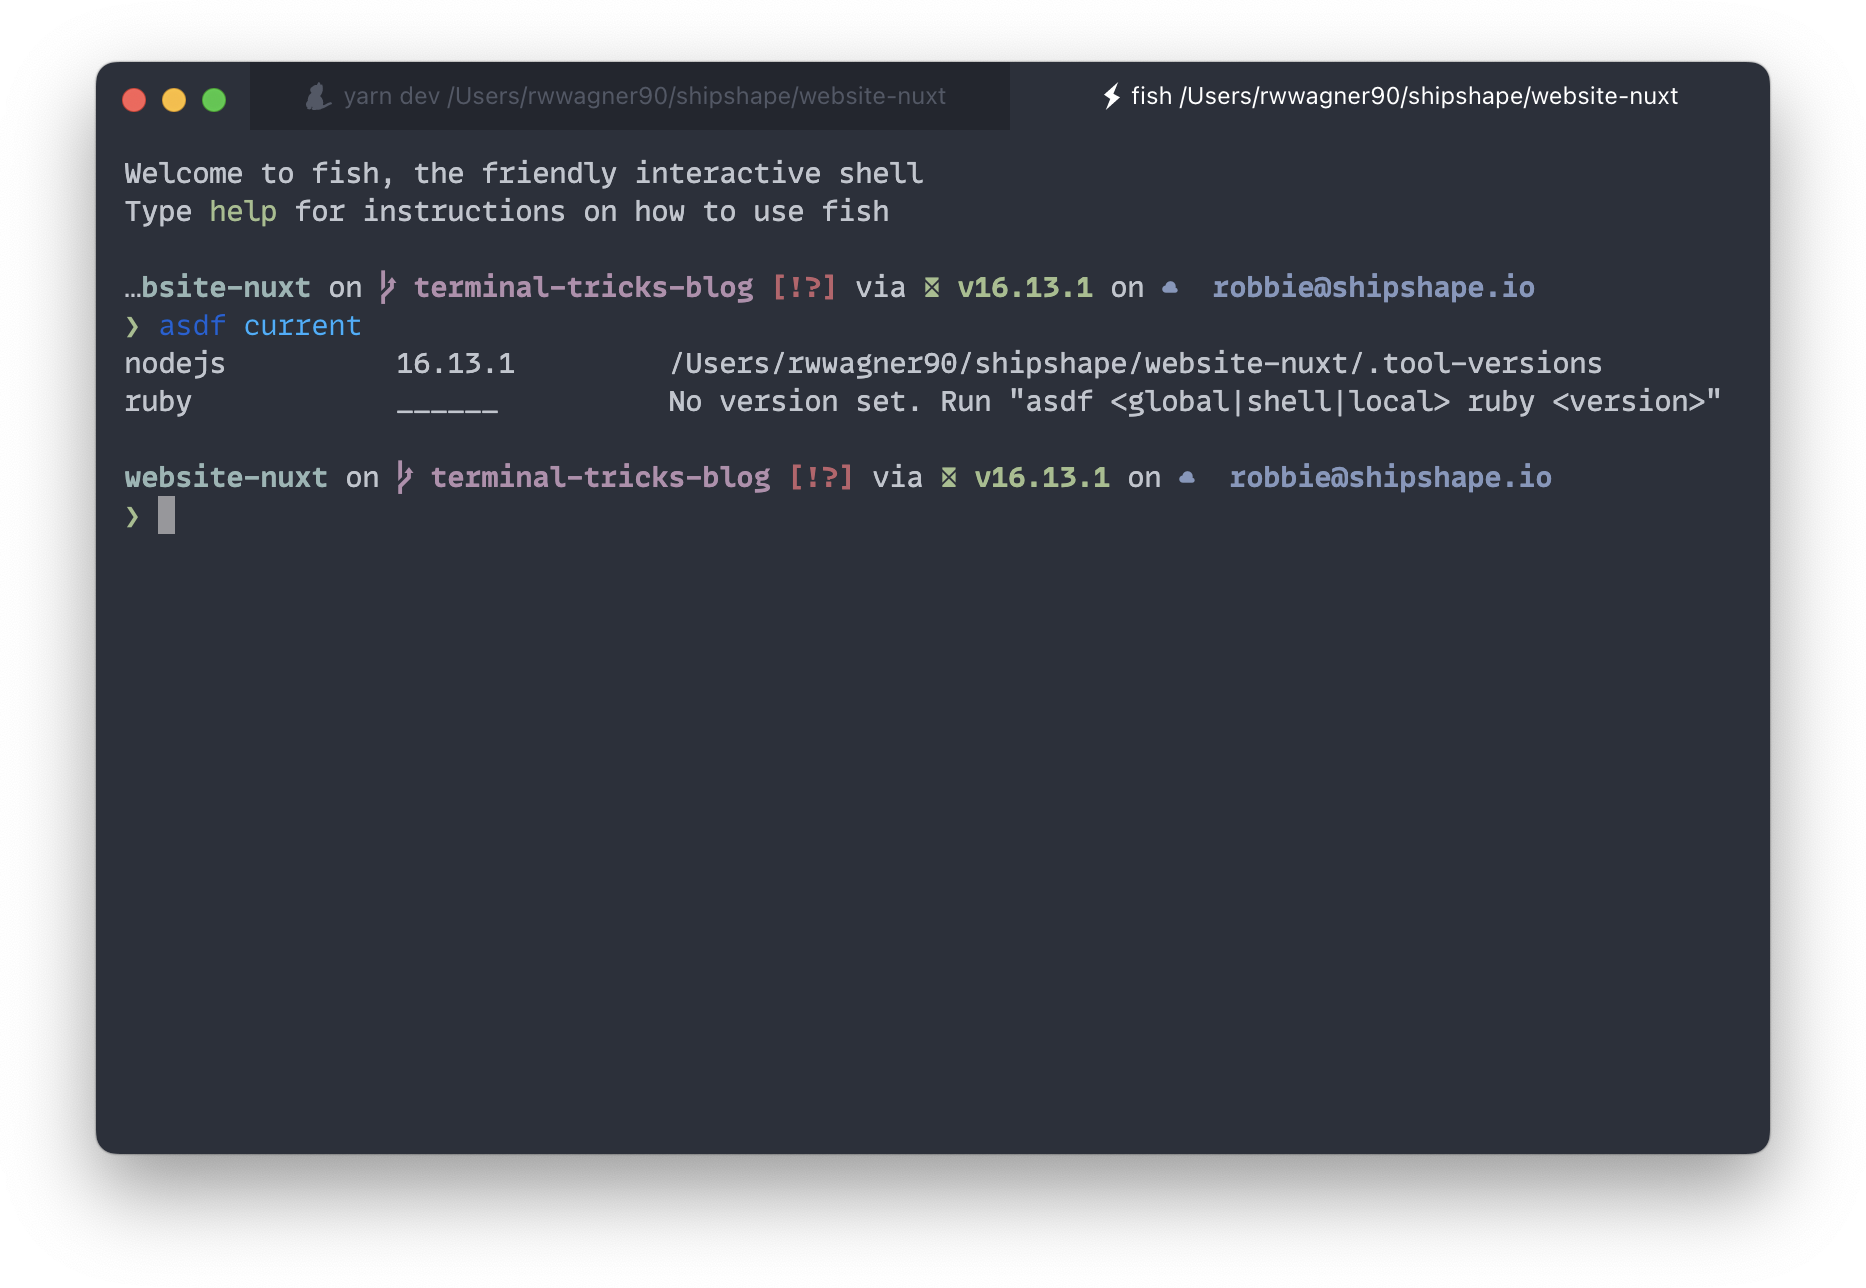 yarn dev /Users/rwwagner90/shipshape/website-nuxt
fish /Users/rwwagner90/shipshape/website-nuxt
Welcome to fish, the friendly interactive shell
Type help for instructions on how to use fish
…bsite-nuxt on terminal-tricks-blog [!?] via v16.13.1 on robbie@shipshape.io
❯ asdf current
nodejs 16.13.1 /Users/rwwagner90/shipshape/website-nuxt/.tool-versions
ruby ______ No version set. Run "asdf <global|shell|local> ruby <version>"
website-nuxt on terminal-tricks-blog [!?] via v16.13.1 on robbie@shipshape.io
❯